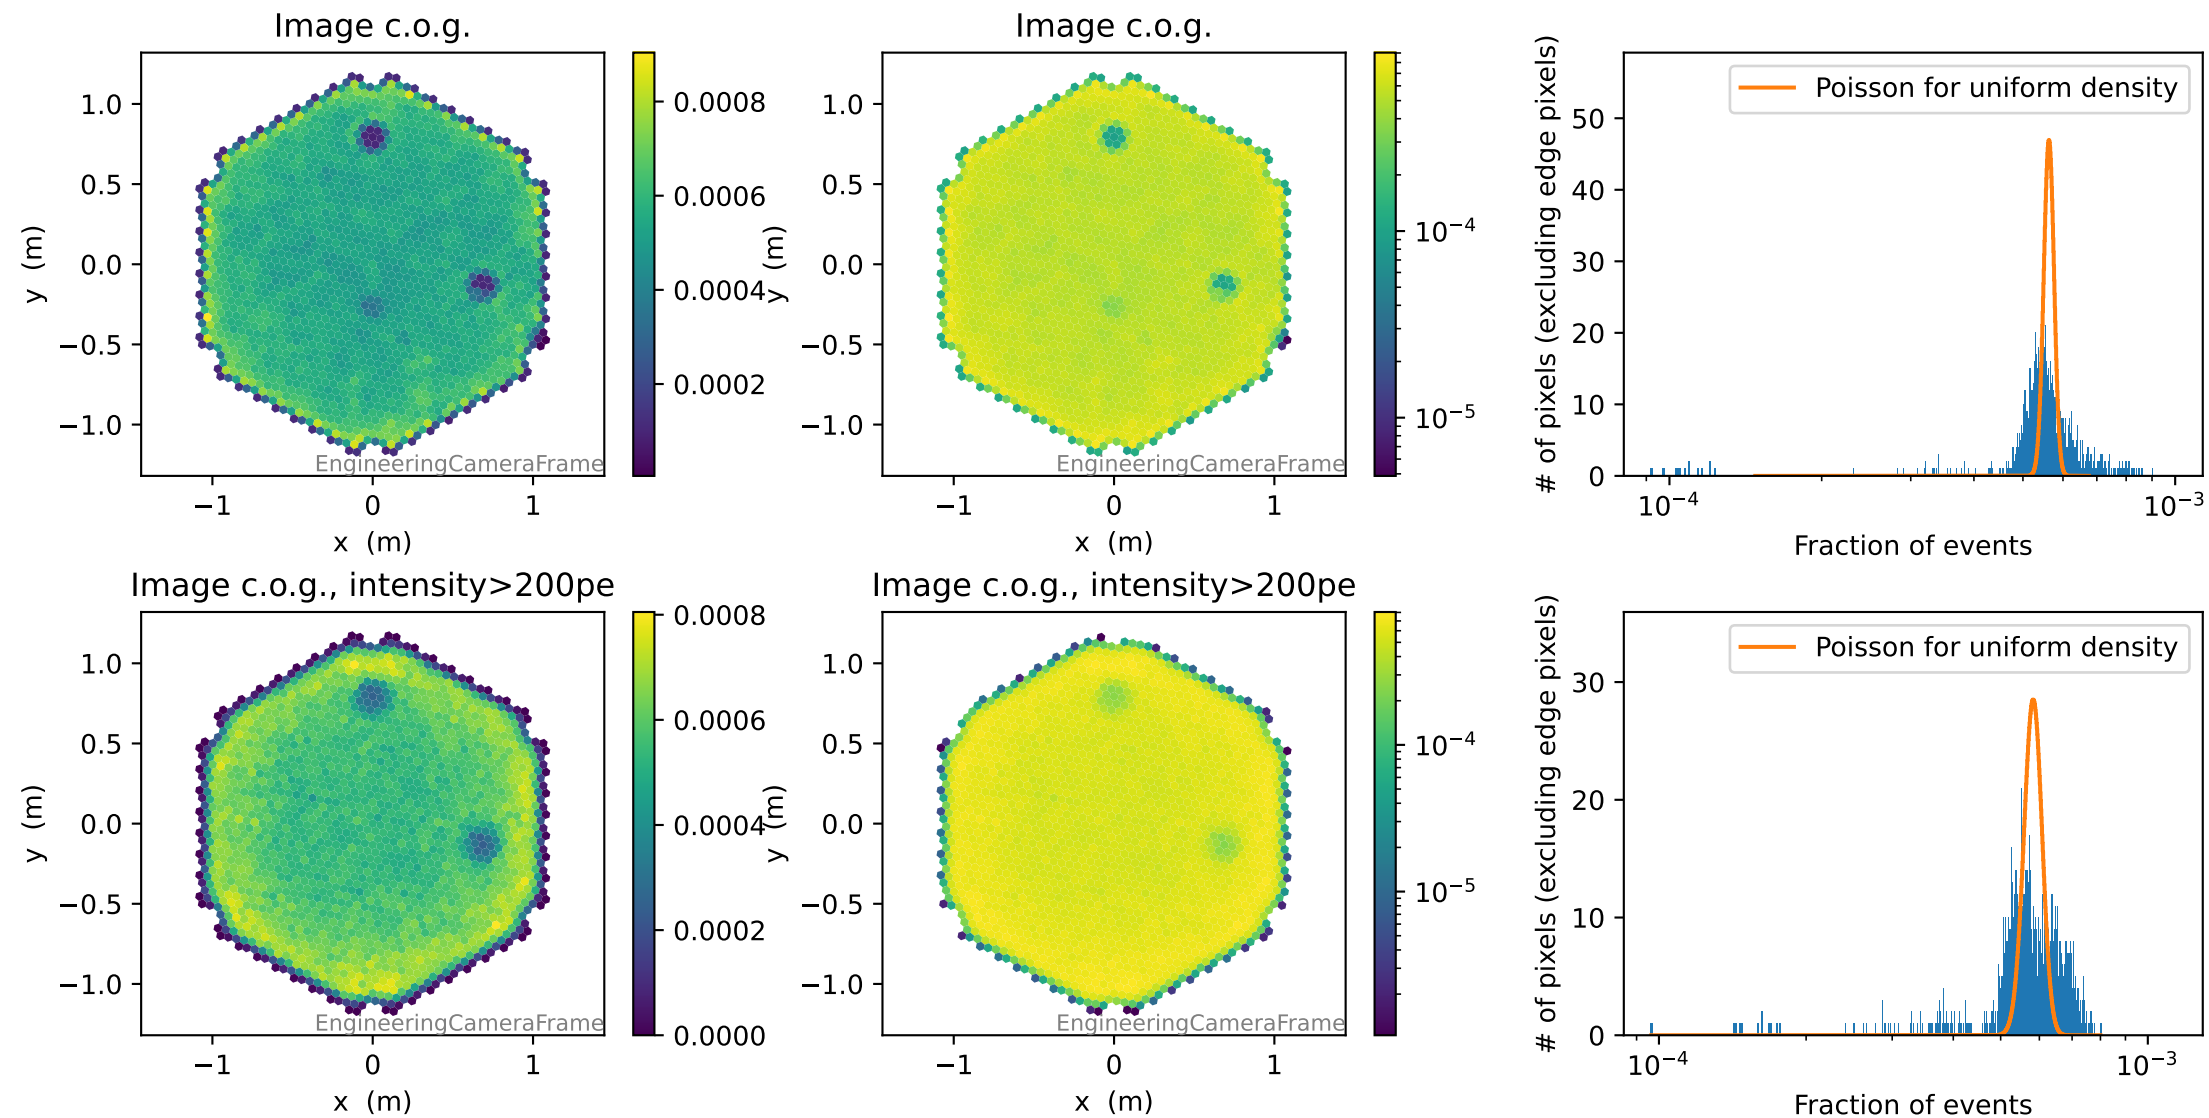 Image c.o.g.
1.0
0.5
0.0
−0.5
−1.0
y (m)
EngineeringCameraFrame
−1
0
1
x (m)
0.0008
0.0006
0.0004
0.0002
Image c.o.g.
1.0
0.5
0.0
−0.5
−1.0
y (m)
EngineeringCameraFrame
−1
0
1
x (m)
10⁻⁴
10⁻⁵
# of pixels (excluding edge pixels)
50
40
30
20
10
0
Poisson for uniform density
10⁻⁴
10⁻³
Fraction of events
Image c.o.g., intensity>200pe
1.0
0.5
0.0
−0.5
−1.0
y (m)
EngineeringCameraFrame
−1
0
1
x (m)
0.0008
0.0006
0.0004
0.0002
0.0000
Image c.o.g., intensity>200pe
1.0
0.5
0.0
−0.5
−1.0
y (m)
EngineeringCameraFrame
−1
0
1
x (m)
10⁻⁴
10⁻⁵
# of pixels (excluding edge pixels)
30
20
10
0
Poisson for uniform density
10⁻⁴
10⁻³
Fraction of events